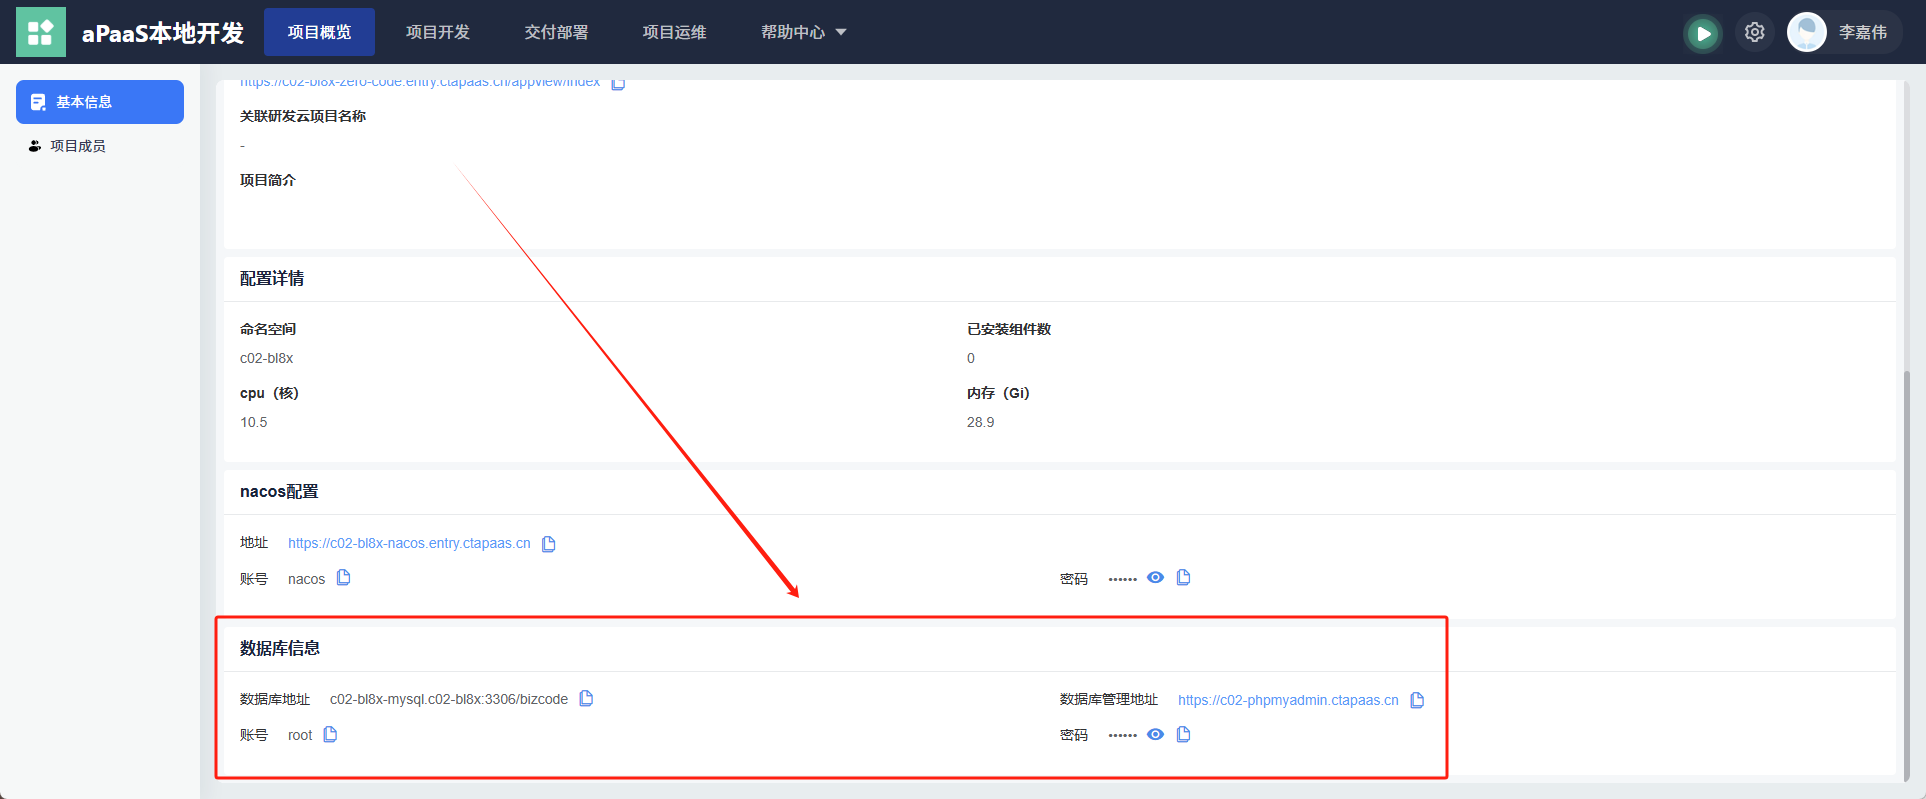 aPaaS本地开发 项目概览 项目开发 交付部署 项目运维 帮助中心 李嘉伟
基本信息
项目成员
https://c02-bl8x-zero-code.entry.ctapaas.cn/appview/index
关联研发云项目名称
-
项目简介
配置详情
命名空间 已安装组件数
c02-bl8x 0
cpu（核） 内存（Gi）
10.5 28.9
nacos配置
地址 https://c02-bl8x-nacos.entry.ctapaas.cn
账号 nacos 密码 ••••••
数据库信息
数据库地址 c02-bl8x-mysql.c02-bl8x:3306/bizcode 数据库管理地址 https://c02-phpmyadmin.ctapaas.cn
账号 root 密码 ••••••